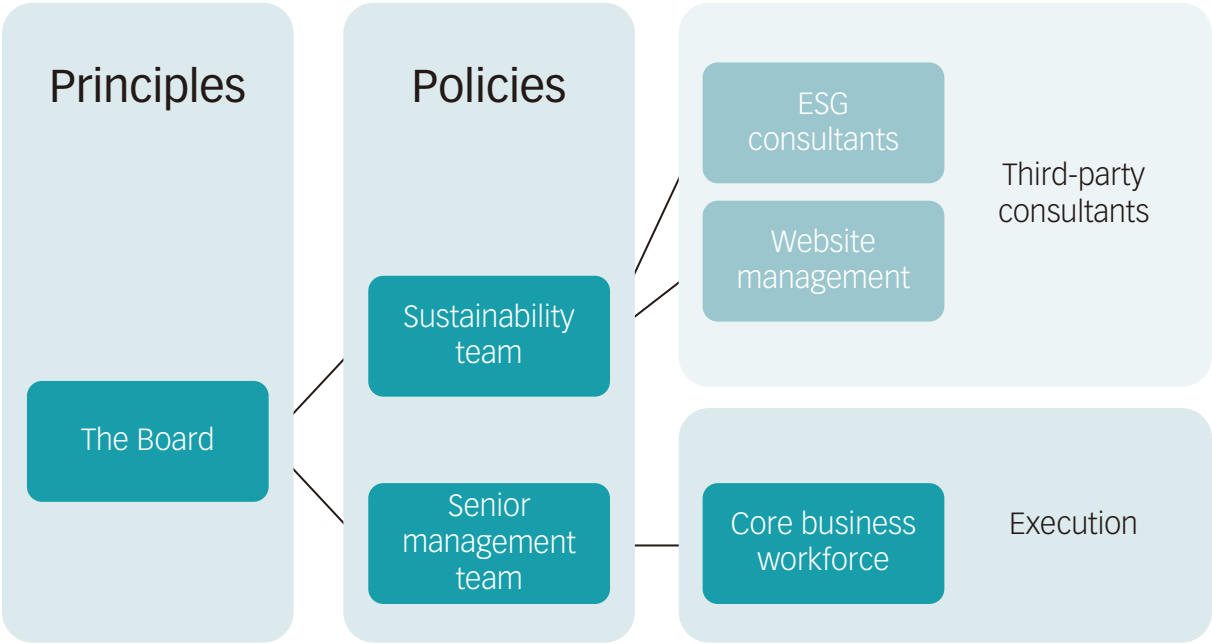 Principles
The Board
Policies
Sustainability
team
Senior
management
team
ESG
consultants
Website
management
Third-party
consultants
Core business
workforce
Execution